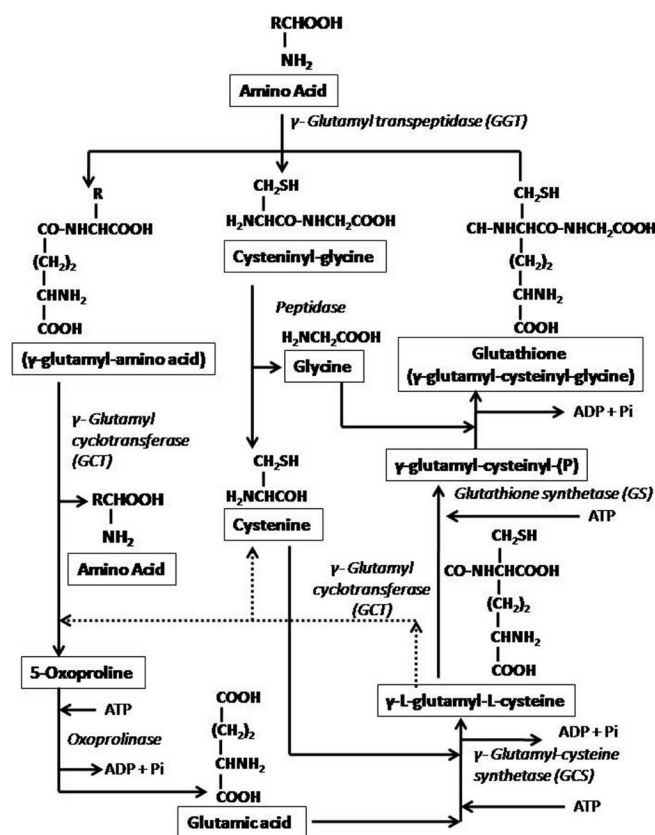 RCHOOH
NH2
Amino Acid
γ- Glutamyl transpeptidase (GGT)
R
CO-NHCHCOOH
(CH2)2
CHNH2
COOH
(γ-glutamyl-amino acid)
CH2SH
H2NCHCO-NHCH2COOH
Cysteninyl-glycine
CH2SH
CH-NHCHCO-NHCH2COOH
(CH2)2
CHNH2
COOH
Glutathione
(γ-glutamyl-cysteinyl-glycine)
Peptidase
H2NCH2COOH
Glycine
ADP + Pi
γ- Glutamyl
cyclotransferase
(GCT)
RCHOOH
NH2
Amino Acid
CH2SH
H2NCHCOH
Cystenine
γ-glutamyl-cysteinyl-(P)
Glutathione synthetase (GS)
ATP
γ- Glutamyl
cyclotransferase
(GCT)
CH2SH
CO-NHCHCOOH
(CH2)2
CHNH2
COOH
5-Oxoproline
γ-L-glutamyl-L-cysteine
ATP
Oxoprolinase
ADP + Pi
COOH
(CH2)2
CHNH2
COOH
Glutamic acid
ADP + Pi
γ- Glutamyl-cysteine
synthetase (GCS)
ATP